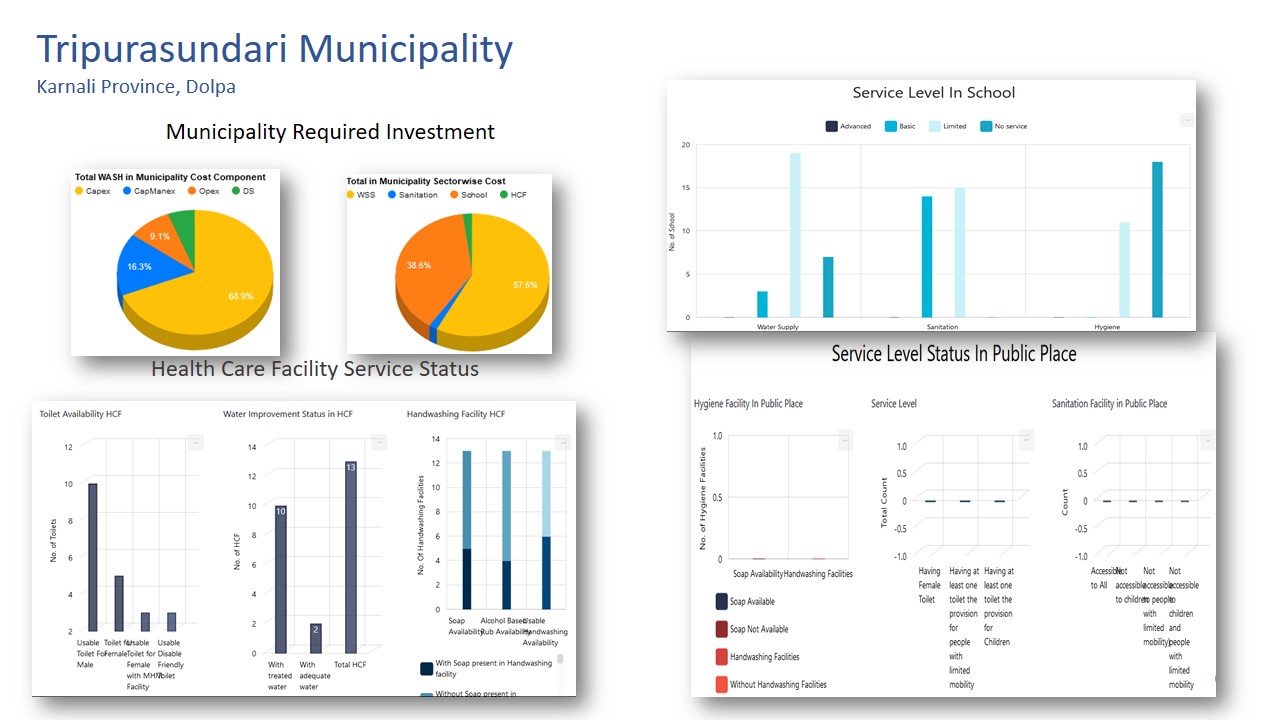 Tripurasundari Municipality
Karnali Province, Dolpa
Municipality Required Investment
Total WASH in Municipality Cost Component
Capex CapManex Opex DS
9.1%
16.3%
68.9%
Total in Municipality Sectorwise Cost
WSS Sanitation School HCF
38.6%
57.6%
Health Care Facility Service Status
Toilet Availability HCF
12
10
8
6
4
2
No. of Toilets
Usable Toilet For Male
Toilet for Female
Usable Toilet for Female with MHM Facility
Usable Disable Friendly Toilet
Water Improvement Status in HCF
14
12
10
8
6
4
2
0
No. of HCF
10
2
13
With treated water
With adequate water
Total HCF
Handwashing Facility HCF
14
12
10
8
6
4
2
0
No. Of Handwashing Facilities
Soap Availability
Alcohol Based Rub Availability
Usable Handwashing Availability
With Soap present in Handwashing facility
Without Soap present in
Service Level In School
Advanced Basic Limited No service
20
15
10
5
0
No. of School
Water Supply Sanitation Hygiene
Service Level Status In Public Place
Hygiene Facility In Public Place
1.0
0.5
0
No. of Hygiene Facilities
Soap Availability Handwashing Facilities
Soap Available
Soap Not Available
Handwashing Facilities
Without Handwashing Facilities
Service Level
1.0
0.5
0
-0.5
-1.0
Total Count
Having Female Toilet
Having at least one toilet the provision for people with limited mobility
Having at least one toilet the provision for Children
Sanitation Facility in Public Place
1.0
0.5
0
-0.5
-1.0
Count
Accessible to All
Not accessible to children
Not accessible to people with limited mobility
Not accessible to children and people with limited mobility